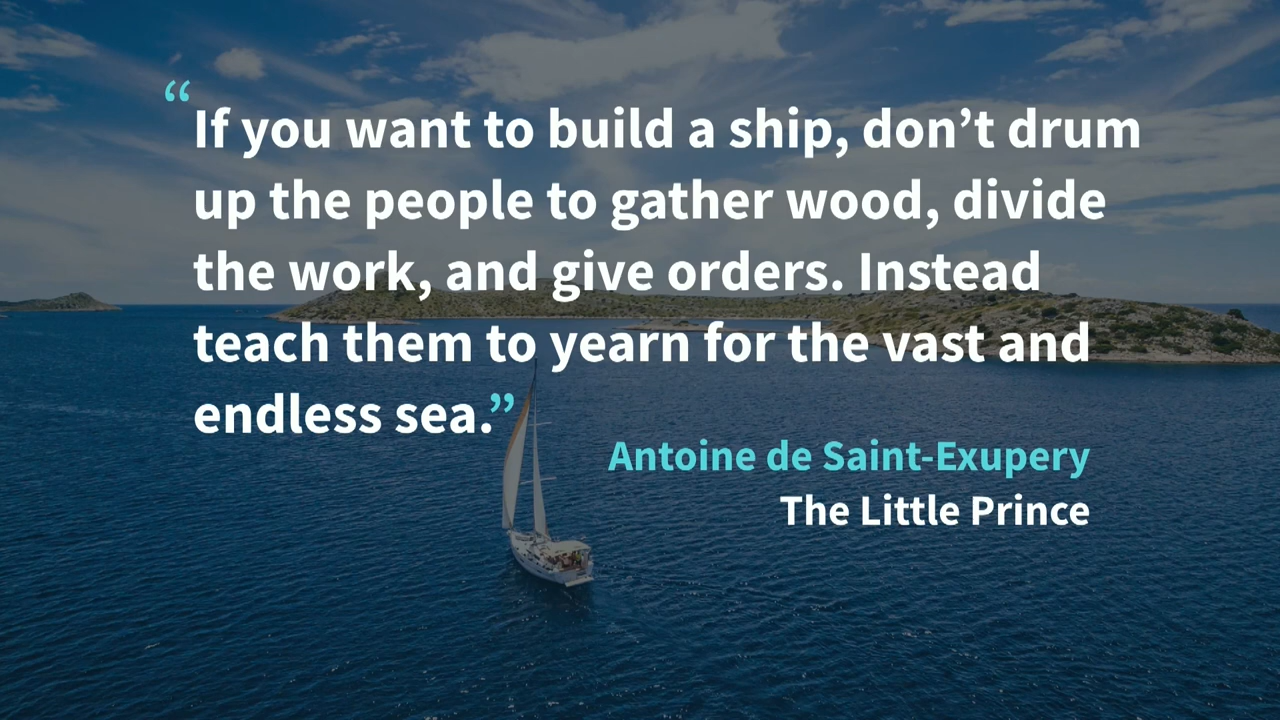 “If you want to build a ship, don’t drum
up the people to gather wood, divide
the work, and give orders. Instead
teach them to yearn for the vast and
endless sea.”
Antoine de Saint-Exupery
The Little Prince